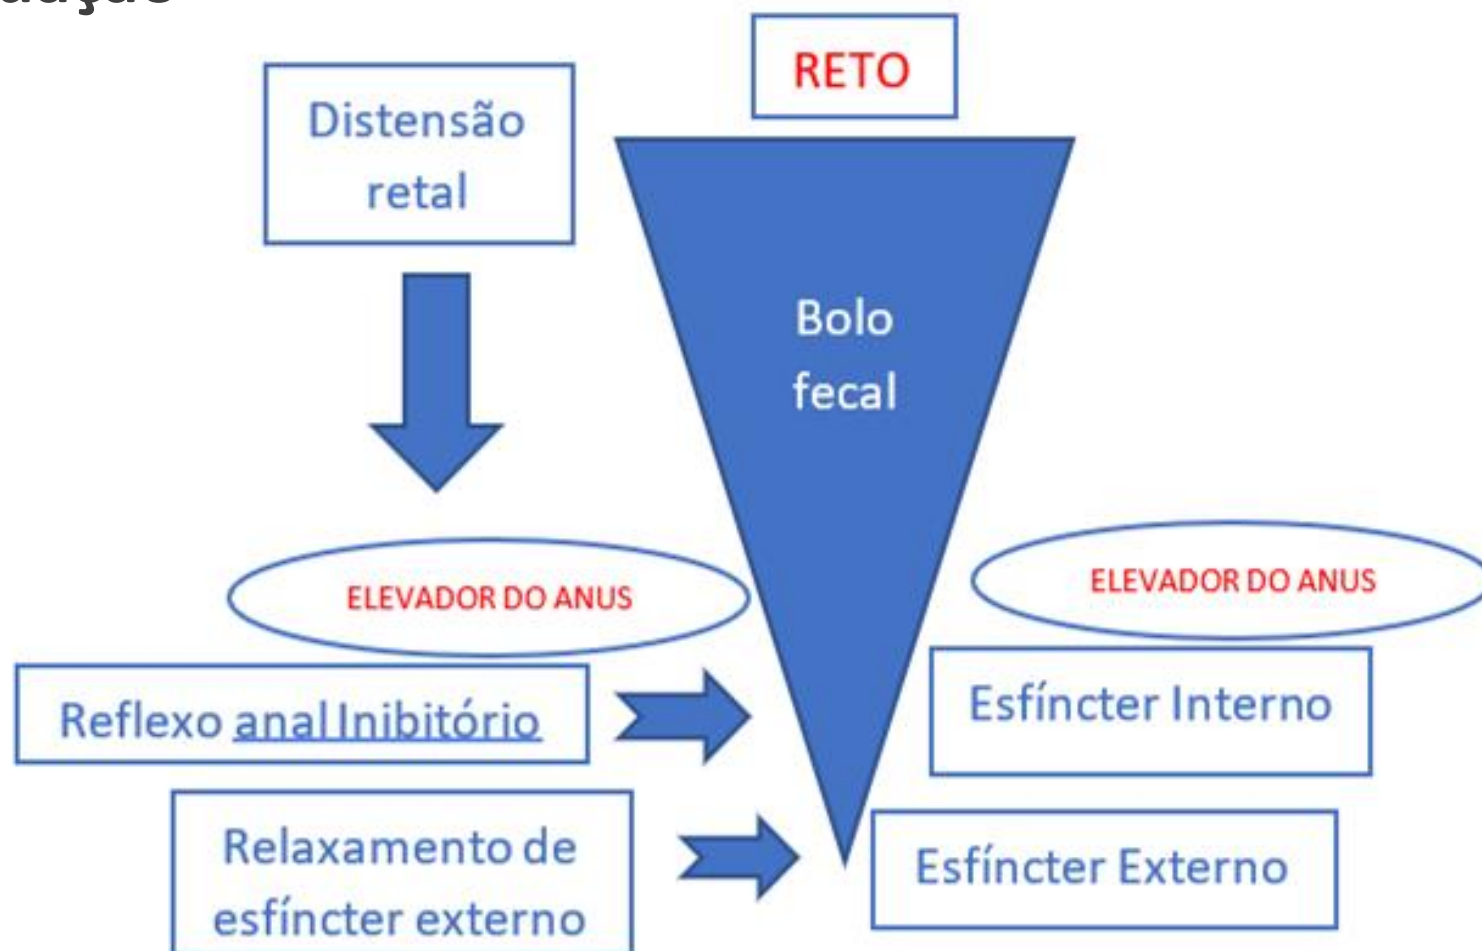 RETO
Distensão
retal
Bolo
fecal
ELEVADOR DO ANUS
ELEVADOR DO ANUS
Reflexo anal Inibitório
Esfíncter Interno
Relaxamento de
esfíncter externo
Esfíncter Externo